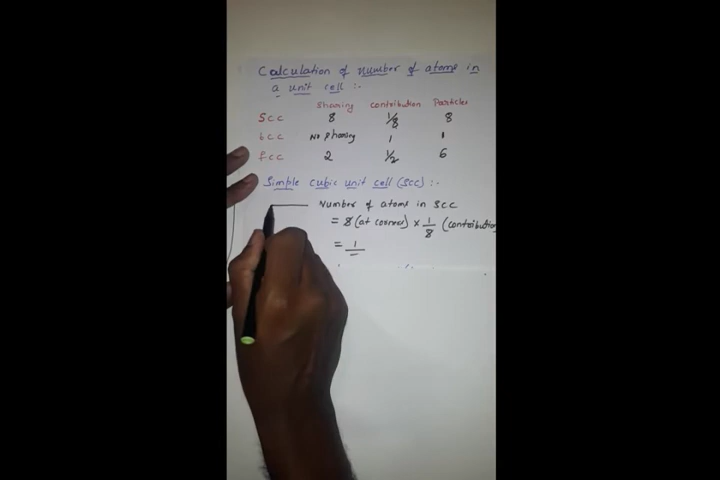 Calculation of number of atoms in
a unit cell :-
Sharing contribution Particles
Scc 8 1/8 8
bcc No sharing 1 1
fcc 2 1/2 6
Simple cubic unit cell (scc) :-
Number of atoms in scc
= 8 (at corner) × 1/8 (contribution
= 1